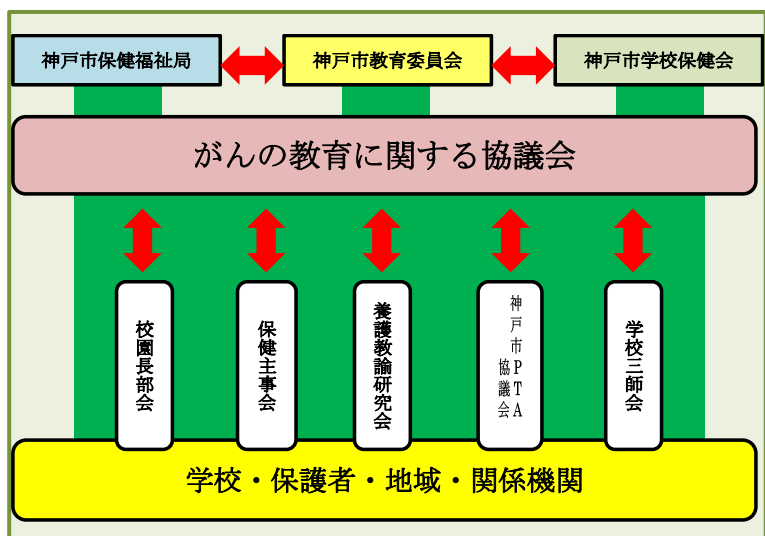 神戸市保健福祉局
神戸市教育委員会
神戸市学校保健会
がんの教育に関する協議会
校園長部会
保健主事会
養護教諭研究会
神戸市PTA
協議会
学校三師会
学校・保護者・地域・関係機関